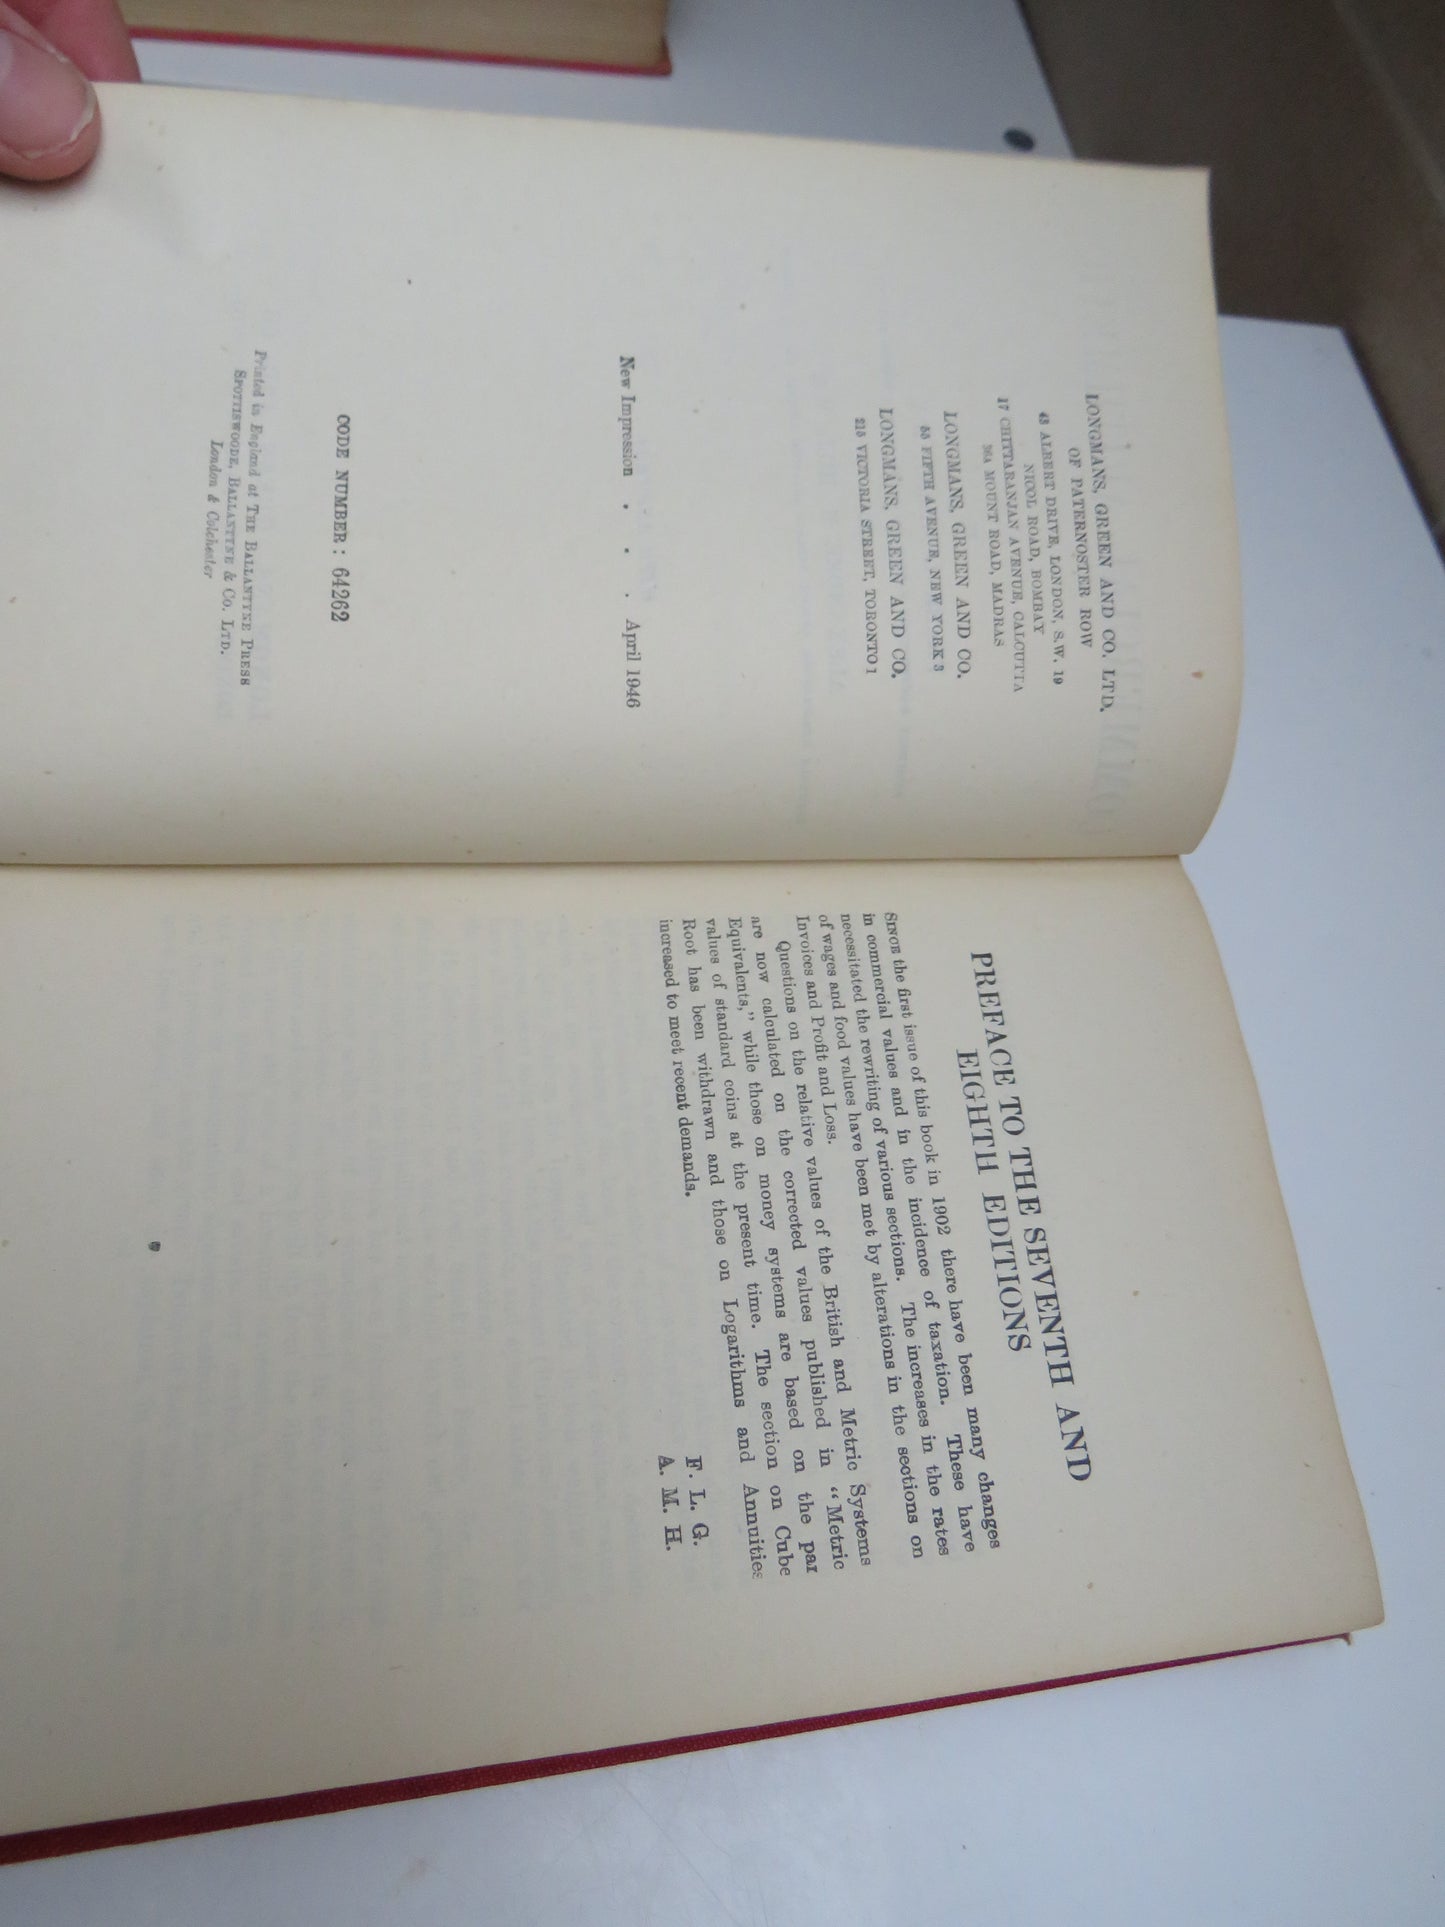 LONGMANS, GREEN AND CO. LTD.
OF PATERNOSTER ROW
43 ALBERT DRIVE, LONDON, S.W. 19
NICOL ROAD, BOMBAY
17 CHITTARANJAN AVENUE, CALCUTTA
36A MOUNT ROAD, MADRAS
LONGMANS, GREEN AND CO.
55 FIFTH AVENUE, NEW YORK 3
LONGMANS, GREEN AND CO.
215 VICTORIA STREET, TORONTO 1
New Impression . . . April 1946
CODE NUMBER: 64262
Printed in England at THE BALLANTYNE PRESS
SPOTTISWOODE, BALLANTYNE & CO. LTD.
London & Colchester
PREFACE TO THE SEVENTH AND
EIGHTH EDITIONS
SINCE the first issue of this book in 1902 there have been many changes
in commercial values and in the incidence of taxation. These have
necessitated the rewriting of various sections. The increases in the rates
of wages and food values have been met by alterations in the sections on
Invoices and Profit and Loss.
Questions on the relative values of the British and Metric Systems
are now calculated on the corrected values published in “Metric
Equivalents,” while those on money systems are based on the par
values of standard coins at the present time. The section on Cube
Root has been withdrawn and those on Logarithms and Annuities
increased to meet recent demands.
F. L. G.
A. M. H.